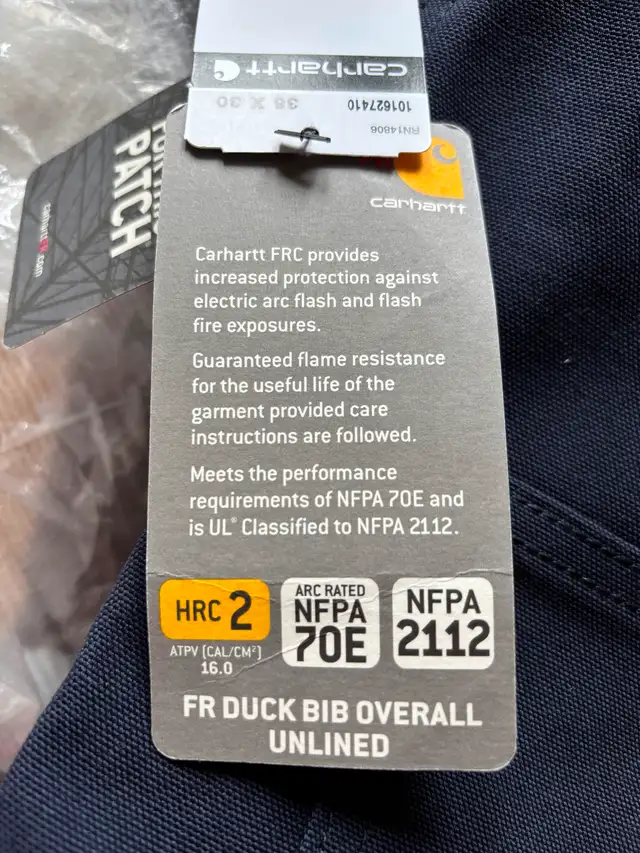 carhartt
38 X 30
101627410
RN14806
PATCH
carharttFR.com
carhartt
Carhartt FRC provides
increased protection against
electric arc flash and flash
fire exposures.
Guaranteed flame resistance
for the useful life of the
garment provided care
instructions are followed.
Meets the performance
requirements of NFPA 70E and
is UL® Classified to NFPA 2112.
HRC 2
ATPV (CAL/CM²)
16.0
ARC RATED
NFPA
70E
NFPA
2112
FR DUCK BIB OVERALL
UNLINED